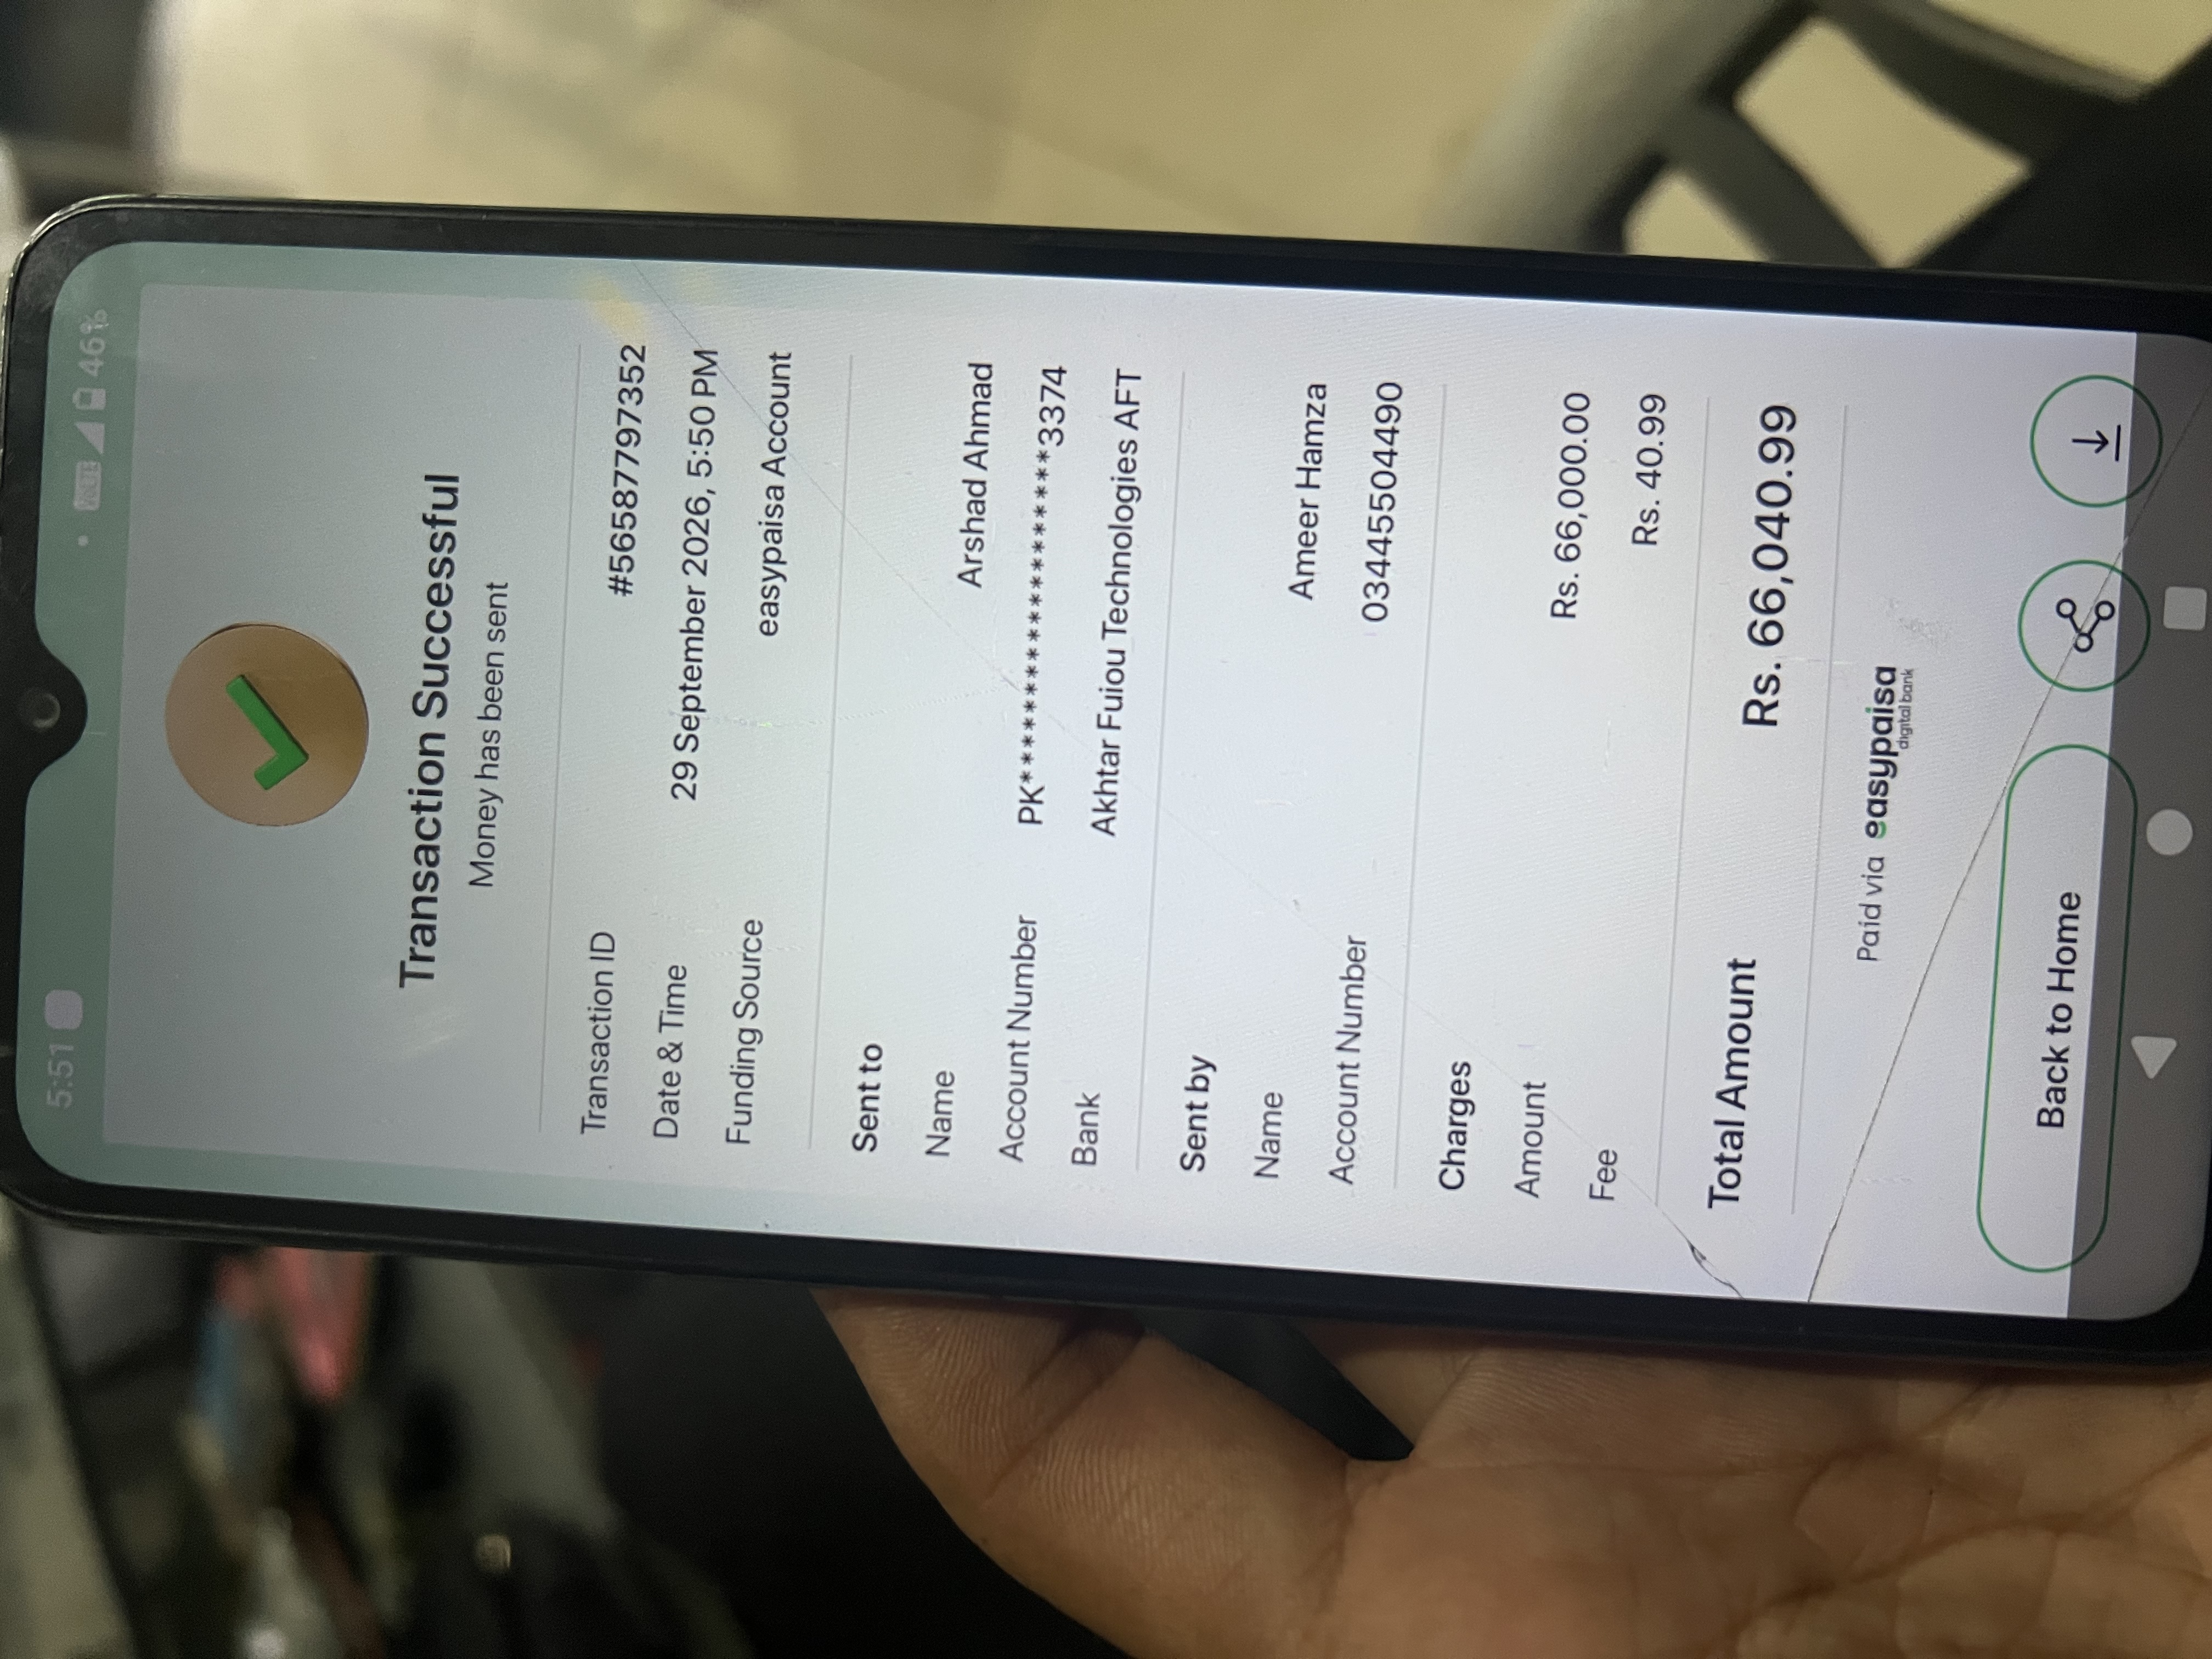 5:51
VoLTE 46%
Transaction Successful
Money has been sent
Transaction ID #56587797352
Date & Time 29 September 2026, 5:50 PM
Funding Source easypaisa Account
Sent to
Name Arshad Ahmad
Account Number PK*******************3374
Bank Akhtar Fuiou Technologies AFT
Sent by
Name Ameer Hamza
Account Number 03445504490
Charges
Amount Rs. 66,000.00
Fee Rs. 40.99
Total Amount Rs. 66,040.99
Paid via easypaisa
digital bank
Back to Home